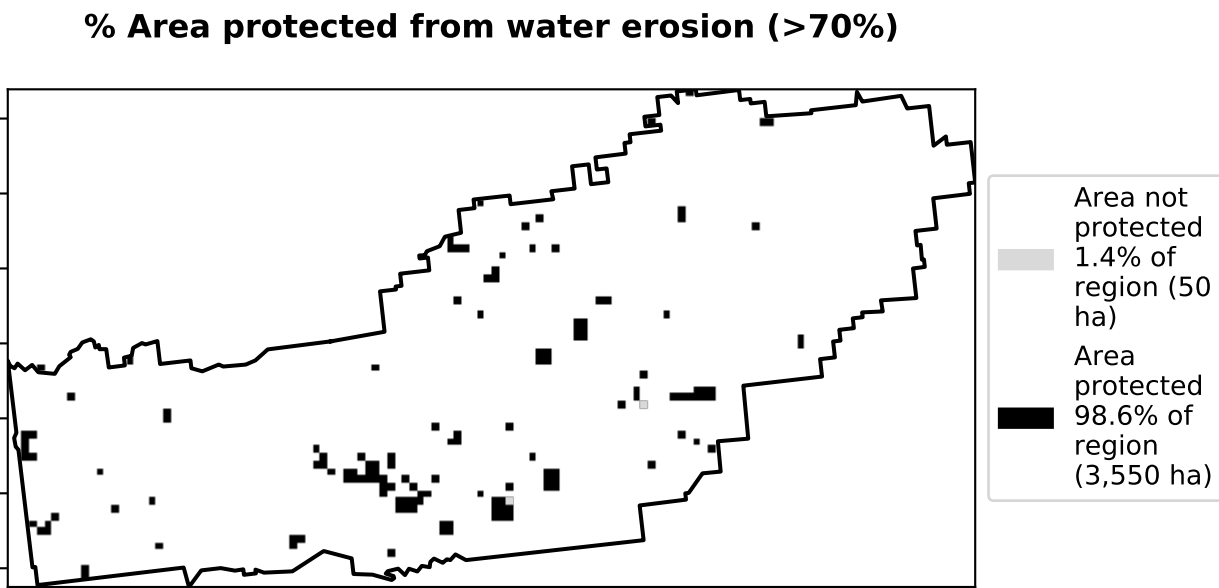 % Area protected from water erosion (>70%)
Area not
protected
1.4% of
region (50
ha)
Area
protected
98.6% of
region
(3,550 ha)